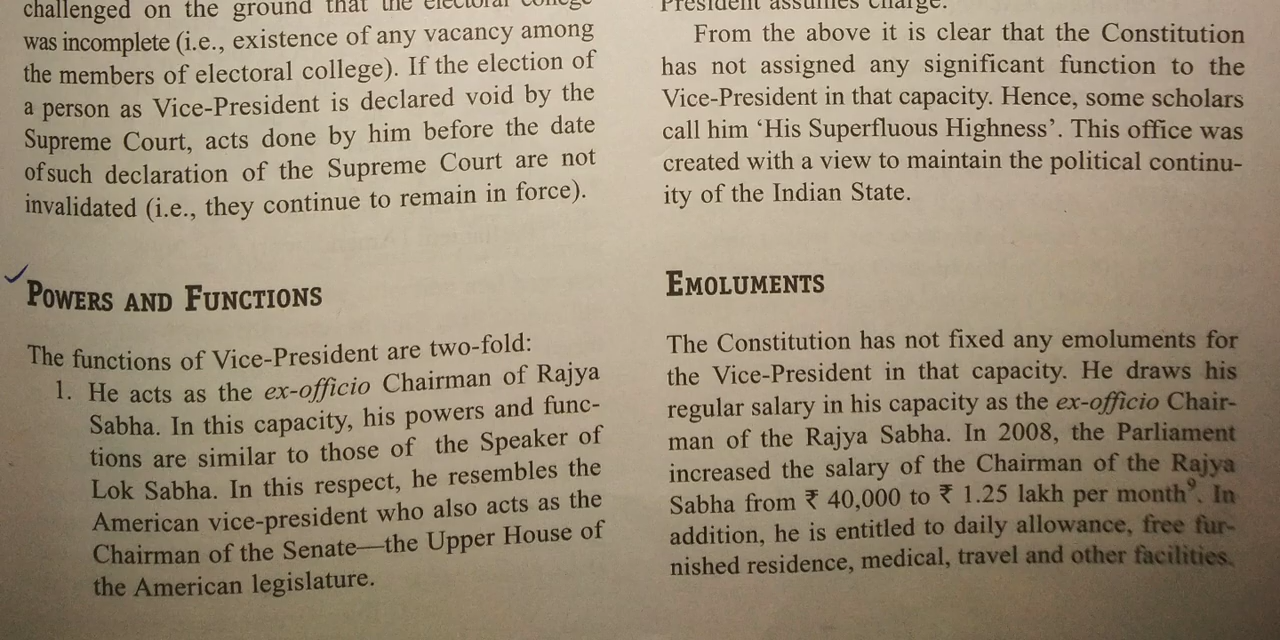 challenged on the ground that the electoral college
was incomplete (i.e., existence of any vacancy among
the members of electoral college). If the election of
a person as Vice-President is declared void by the
Supreme Court, acts done by him before the date
of such declaration of the Supreme Court are not
invalidated (i.e., they continue to remain in force).
POWERS AND FUNCTIONS
The functions of Vice-President are two-fold:
1. He acts as the ex-officio Chairman of Rajya
Sabha. In this capacity, his powers and func-
tions are similar to those of the Speaker of
Lok Sabha. In this respect, he resembles the
American vice-president who also acts as the
Chairman of the Senate—the Upper House of
the American legislature.
President assumes charge.
From the above it is clear that the Constitution
has not assigned any significant function to the
Vice-President in that capacity. Hence, some scholars
call him ‘His Superfluous Highness’. This office was
created with a view to maintain the political continu-
ity of the Indian State.
EMOLUMENTS
The Constitution has not fixed any emoluments for
the Vice-President in that capacity. He draws his
regular salary in his capacity as the ex-officio Chair-
man of the Rajya Sabha. In 2008, the Parliament
increased the salary of the Chairman of the Rajya
Sabha from ₹ 40,000 to ₹ 1.25 lakh per month⁹. In
addition, he is entitled to daily allowance, free fur-
nished residence, medical, travel and other facilities.